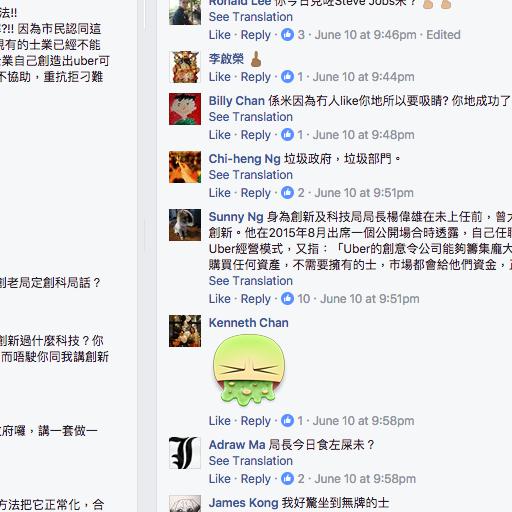 法!!
?!! 因為市民認同這
現有的士業已經不能
業自己創造出uber可
不協助，重抗拒刁難
創老局定創科局話？
創新過什麼科技？你
而唔駛你同我講創新
府囉，講一套做一
方法把它正常化，合
Ronald Lee 你今日克咗Steve Jobs未？
See Translation
Like · Reply · 3 · June 10 at 9:46pm · Edited
李啟榮
Like · Reply · 1 · June 10 at 9:44pm
Billy Chan 係米因為冇人like你地所以要吸睛? 你地成功了
See Translation
Like · Reply · 1 · June 10 at 9:48pm
Chi-heng Ng 垃圾政府，垃圾部門。
See Translation
Like · Reply · 2 · June 10 at 9:51pm
Sunny Ng 身為創新及科技局局長楊偉雄在未上任前，曾大
創新。他在2015年8月出席一個公開場合時透露，自己任職
Uber經營模式，又指：「Uber的創意令公司能夠籌集龐大
購買任何資產，不需要擁有的士，市場都會給他們資金，正
See Translation
Like · Reply · 10 · June 10 at 9:51pm
Kenneth Chan
Like · Reply · 1 · June 10 at 9:58pm
Adraw Ma 局長今日食左屎未？
See Translation
Like · Reply · 2 · June 10 at 9:58pm
James Kong 我好驚坐到無牌的士